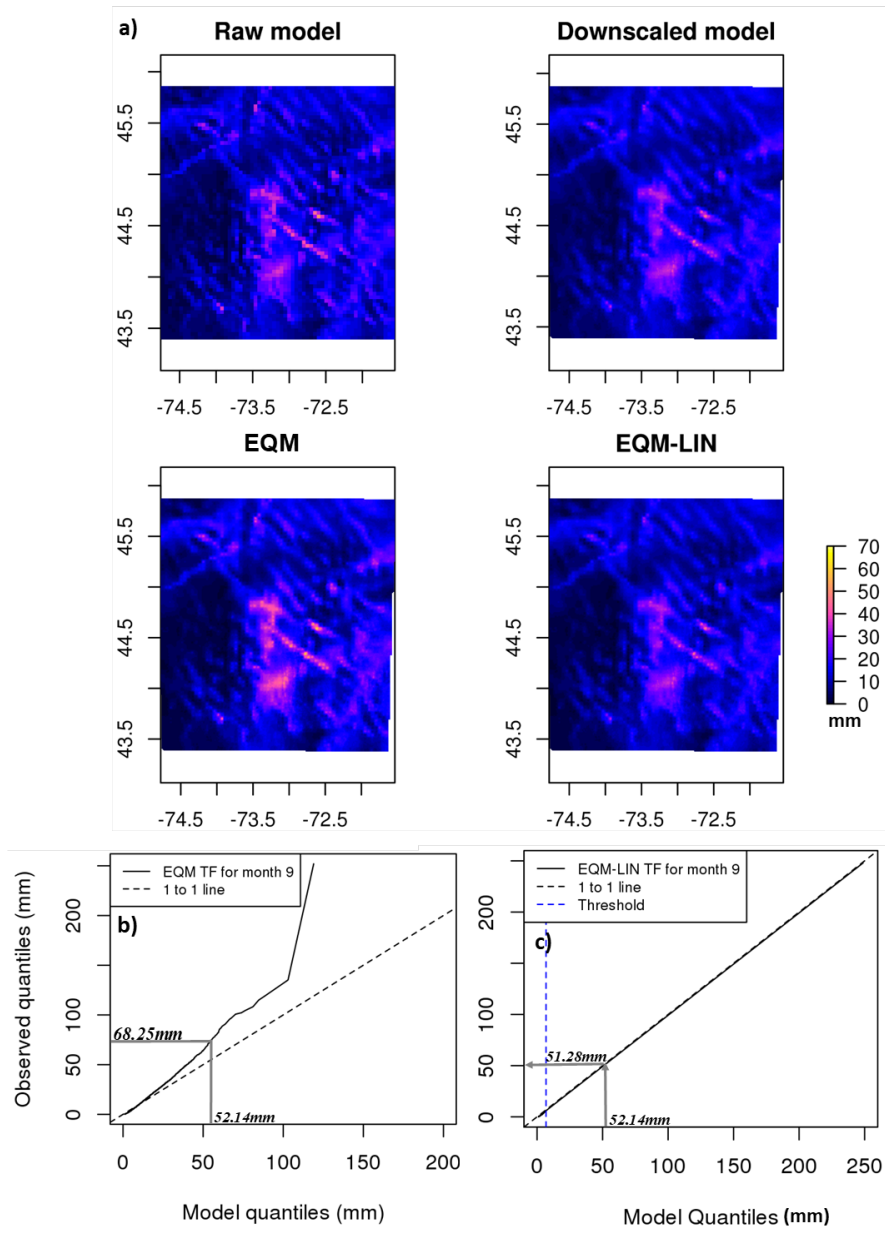 a)
Raw model
Downscaled model
45.5
44.5
43.5
-74.5 -73.5 -72.5
45.5
44.5
43.5
-74.5 -73.5 -72.5
EQM
EQM-LIN
45.5
44.5
43.5
-74.5 -73.5 -72.5
45.5
44.5
43.5
-74.5 -73.5 -72.5
70
60
50
40
30
20
10
0
mm
EQM TF for month 9
1 to 1 line
b)
Observed quantiles (mm)
200
100
50
0
68.25mm
52.14mm
0 50 100 150 200
Model quantiles (mm)
EQM-LIN TF for month 9
1 to 1 line
Threshold
c)
200
100
50
0
51.28mm
52.14mm
0 50 100 150 200 250
Model Quantiles (mm)